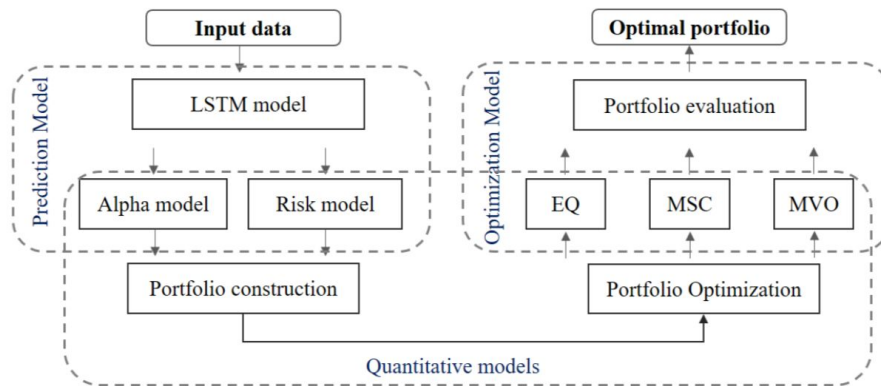 Input data
Optimal portfolio
Prediction Model
LSTM model
Optimization Model
Portfolio evaluation
Alpha model
Risk model
EQ
MSC
MVO
Portfolio construction
Portfolio Optimization
Quantitative models